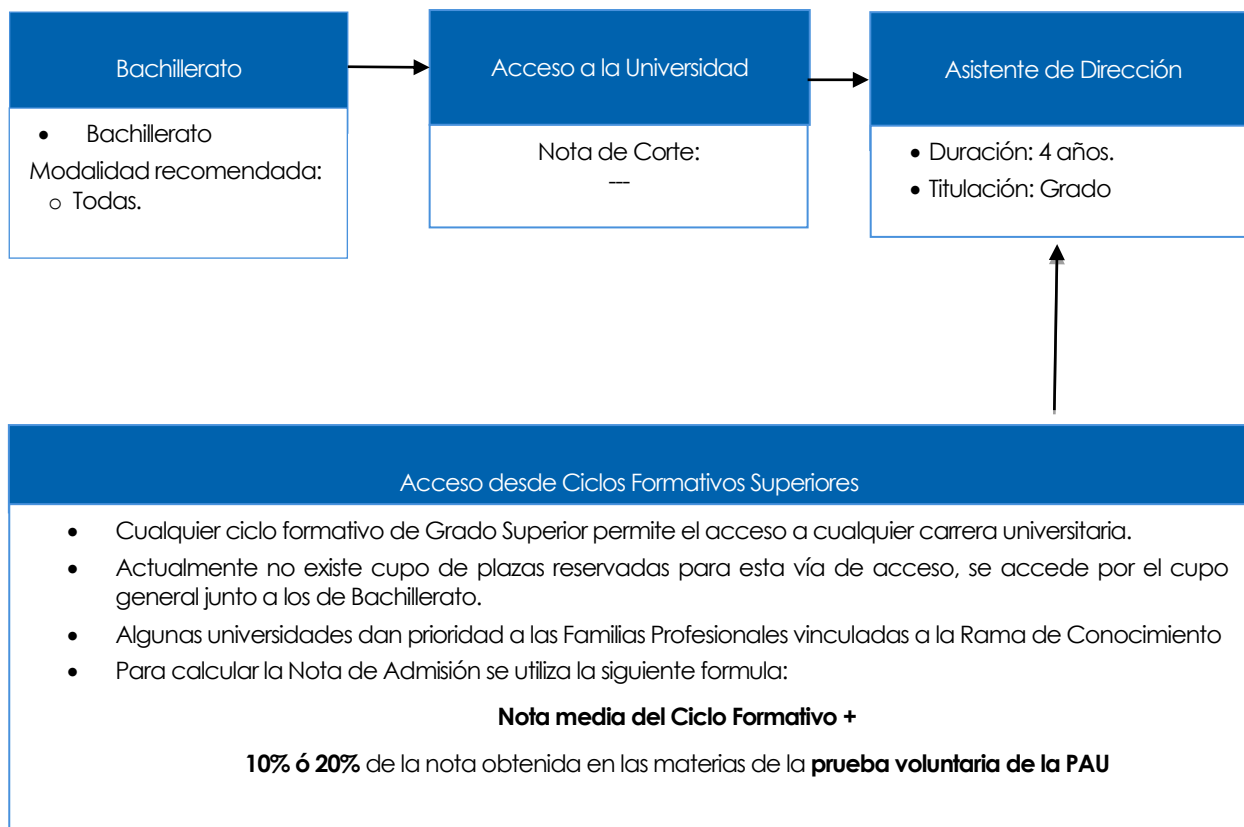 Bachillerato
• Bachillerato
Modalidad recomendada:
o Todas.
Acceso a la Universidad
Nota de Corte:
---
Asistente de Dirección
• Duración: 4 años.
• Titulación: Grado
Acceso desde Ciclos Formativos Superiores
• Cualquier ciclo formativo de Grado Superior permite el acceso a cualquier carrera universitaria.
• Actualmente no existe cupo de plazas reservadas para esta vía de acceso, se accede por el cupo
general junto a los de Bachillerato.
• Algunas universidades dan prioridad a las Familias Profesionales vinculadas a la Rama de Conocimiento
• Para calcular la Nota de Admisión se utiliza la siguiente formula:
Nota media del Ciclo Formativo +
10% ó 20% de la nota obtenida en las materias de la prueba voluntaria de la PAU